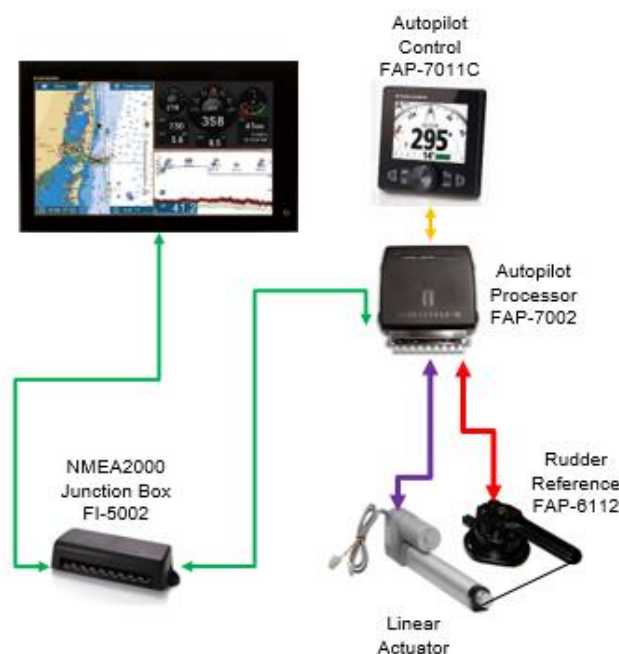 Autopilot
Control
FAP-7011C
358
41.2
295°
Autopilot
Processor
FAP-7002
NMEA2000
Junction Box
FI-5002
Rudder
Reference
FAP-6112
Linear
Actuator